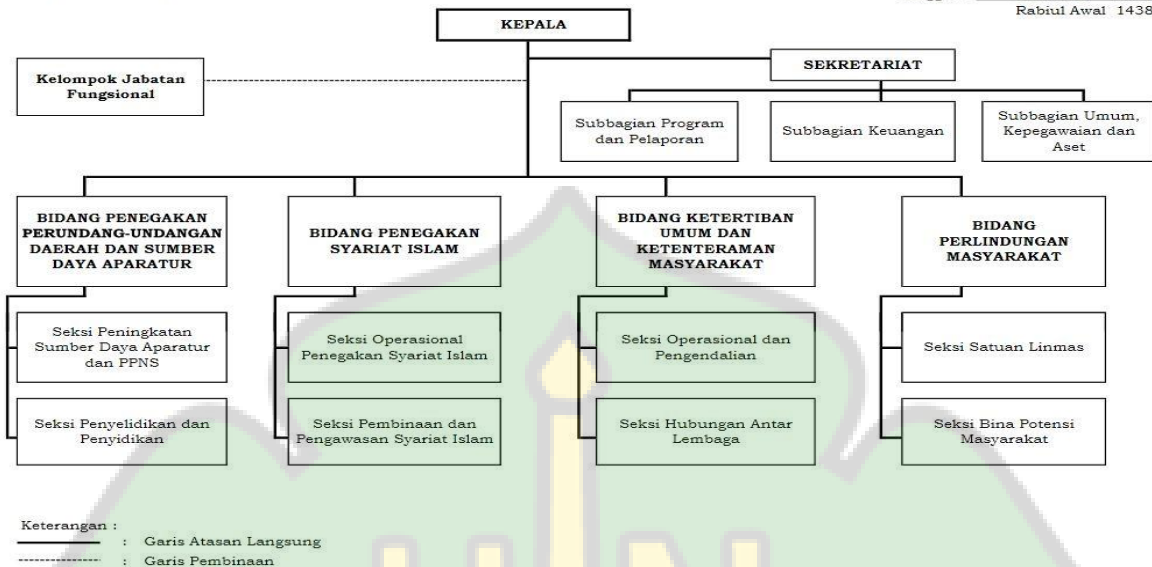 Rabiul Awal 1438
KEPALA
SEKRETARIAT
Kelompok Jabatan
Fungsional
Subbagian Program
dan Pelaporan
Subbagian Keuangan
Subbagian Umum,
Kepegawaian dan
Aset
BIDANG PENEGAKAN
PERUNDANG-UNDANGAN
DAERAH DAN SUMBER
DAYA APARATUR
BIDANG PENEGAKAN
SYARIAT ISLAM
BIDANG KETERTIBAN
UMUM DAN
KETENTERAMAN
MASYARAKAT
BIDANG
PERLINDUNGAN
MASYARAKAT
Seksi Peningkatan
Sumber Daya Aparatur
dan PPNS
Seksi Operasional
Penegakan Syariat Islam
Seksi Operasional dan
Pengendalian
Seksi Satuan Linmas
Seksi Penyelidikan dan
Penyidikan
Seksi Pembinaan dan
Pengawasan Syariat Islam
Seksi Hubungan Antar
Lembaga
Seksi Bina Potensi
Masyarakat
Keterangan :
: Garis Atasan Langsung
: Garis Pembinaan